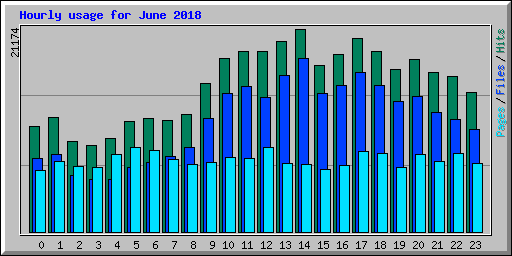 Hourly usage for June 2018
21174
Pages/Files/Hits
0 1 2 3 4 5 6 7 8 9 10 11 12 13 14 15 16 17 18 19 20 21 22 23